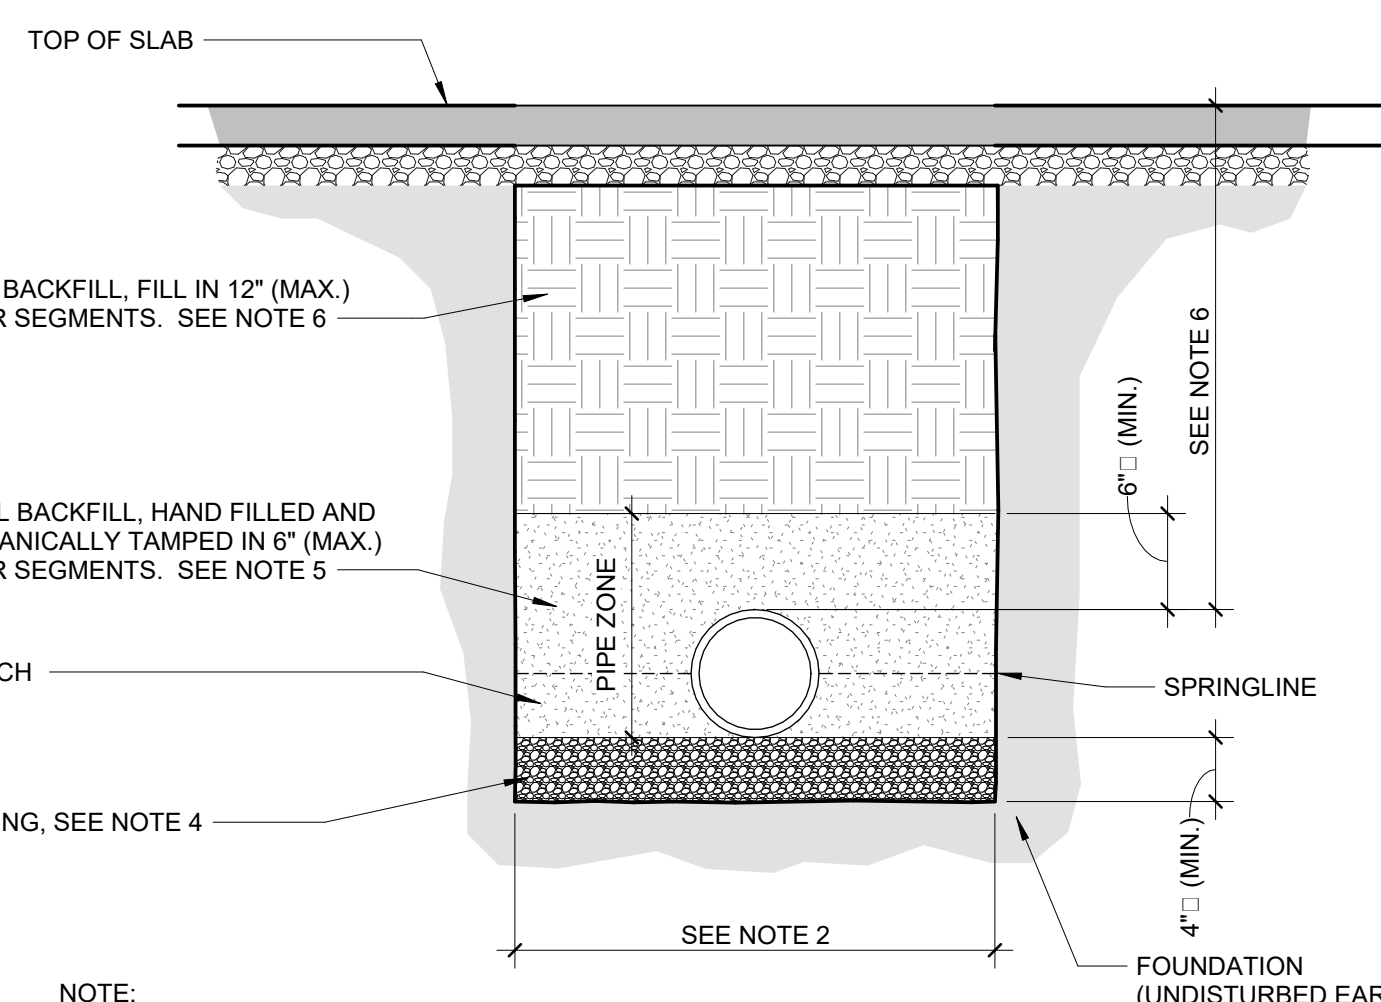 TOP OF SLAB
BACKFILL, FILL IN 12" (MAX.)
R SEGMENTS. SEE NOTE 6
L BACKFILL, HAND FILLED AND
ANICALLY TAMPED IN 6" (MAX.)
R SEGMENTS. SEE NOTE 5
CH
NG, SEE NOTE 4
PIPE ZONE
6"□ (MIN.)
SEE NOTE 6
SPRINGLINE
4"□ (MIN.)
SEE NOTE 2
FOUNDATION
(UNDISTURBED EAR
NOTE: